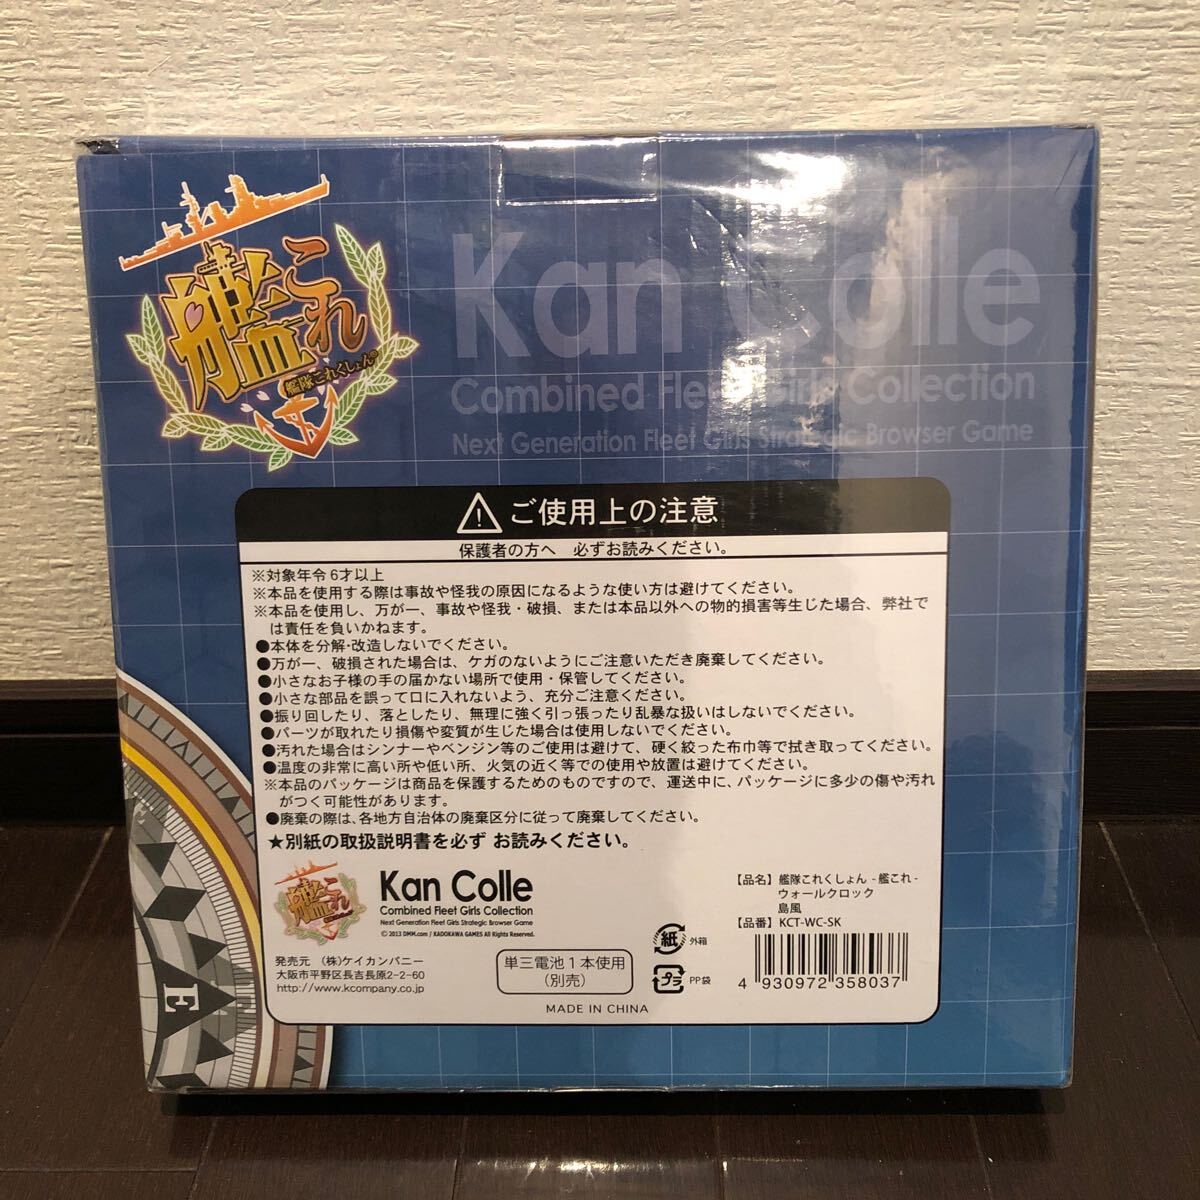 艦これ
艦隊これくしょん
Kan Colle
Combined Fleet Girls Collection
Next Generation Fleet Girls Strategic Browser Game
ご使用上の注意
保護者の方へ 必ずお読みください。
※対象年令 6才以上
※本品を使用する際は事故や怪我の原因になるような使い方は避けてください。
※本品を使用し、万が一、事故や怪我・破損、または本品以外への物的損害等生じた場合、弊社で
は責任を負いかねます。
●本体を分解・改造しないでください。
●万が一、破損された場合は、ケガのないようにご注意いただき廃棄してください。
●小さなお子様の手の届かない場所で使用・保管してください。
●小さな部品を誤って口に入れないよう、充分ご注意ください。
●振り回したり、落としたり、無理に強く引っ張ったり乱暴な扱いはしないでください。
●パーツが取れたり損傷や変質が生じた場合は使用しないでください。
●汚れた場合はシンナーやベンジン等のご使用は避けて、硬く絞った布巾等で拭き取ってください。
●温度の非常に高い所や低い所、火気の近く等での使用や放置は避けてください。
※本品のパッケージは商品を保護するためのものですので、運送中に、パッケージに多少の傷や汚れ
がつく可能性があります。
●廃棄の際は、各地方自治体の廃棄区分に従って廃棄してください。
★別紙の取扱説明書を必ず お読みください。
艦これ
Kan Colle
Combined Fleet Girls Collection
Next Generation Fleet Girls Strategic Browser Game
© 2013 DMM.com / KADOKAWA GAMES All Rights Reserved.
発売元 (株)ケイカンパニー
大阪市平野区長吉長原2-2-60
http://www.kcompany.co.jp
単三電池1本使用
(別売)
MADE IN CHINA
紙 外箱
プラ PP袋
【品名】艦隊これくしょん -艦これ-
ウォールクロック
島風
【品番】KCT-WC-SK
4 930972 358037
E